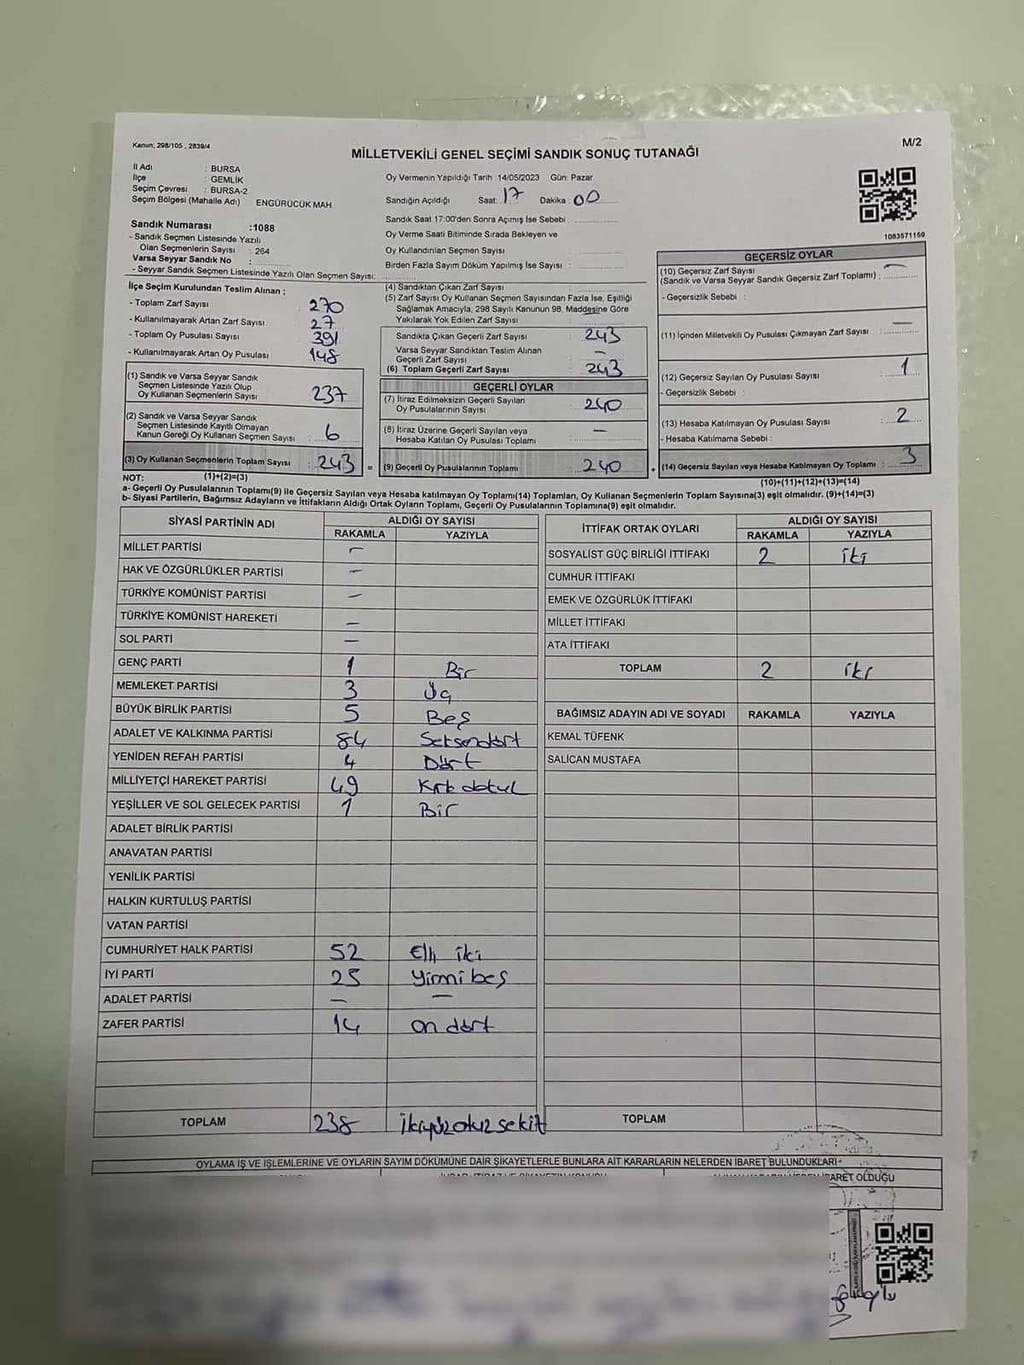 Kanun; 298/105 , 2839/4
M/2
MİLLETVEKİLİ GENEL SEÇİMİ SANDIK SONUÇ TUTANAĞI
İl Adı : BURSA
İlçe : GEMLİK
Seçim Çevresi : BURSA-2
Seçim Bölgesi (Mahalle Adı) ENGÜRÜCÜK MAH.
Sandık Numarası :1088
- Sandık Seçmen Listesinde Yazılı
Olan Seçmenlerin Sayısı : 264
Varsa Seyyar Sandık No :
- Seyyar Sandık Seçmen Listesinde Yazılı Olan Seçmen Sayısı:
Oy Vermenin Yapıldığı Tarih :14/05/2023 Gün: Pazar
Sandığın Açıldığı Saat: 17 Dakika : 00
Sandık Saat 17:00'den Sonra Açımış İse Sebebi :
Oy Verme Saati Bitiminde Sırada Bekleyen ve
Oy Kullandırılan Seçmen Sayısı :
Birden Fazla Sayım Döküm Yapılmış İse Sayısı :
1083571159
İlçe Seçim Kurulundan Teslim Alınan ;
- Toplam Zarf Sayısı : 270
- Kullanılmayarak Artan Zarf Sayısı : 27
- Toplam Oy Pusulası Sayısı : 391
- Kullanılmayarak Artan Oy Pusulası : 148
(1) Sandık ve Varsa Seyyar Sandık
Seçmen Listesinde Yazılı Olup
Oy Kullanan Seçmenlerin Sayısı : 237
(2) Sandık ve Varsa Seyyar Sandık
Seçmen Listesinde Kayıtlı Olmayan
Kanun Gereği Oy Kullanan Seçmen Sayısı : 6
(3) Oy Kullanan Seçmenlerin Toplam Sayısı : 243
(1)+(2)=(3)
(4) Sandıktan Çıkan Zarf Sayısı :
(5) Zarf Sayısı Oy Kullanan Seçmen Sayısından Fazla İse, Eşitliği
Sağlamak Amacıyla, 298 Sayılı Kanunun 98. Maddesine Göre
Yakılarak Yok Edilen Zarf Sayısı :
Sandıkta Çıkan Geçerli Zarf Sayısı : 243
Varsa Seyyar Sandıktan Teslim Alınan
Geçerli Zarf Sayısı : —
(6) Toplam Geçerli Zarf Sayısı : 243
GEÇERLİ OYLAR
(7) İtiraz Edilmeksizin Geçerli Sayılan
Oy Pusulalarının Sayısı : 240
(8) İtiraz Üzerine Geçerli Sayılan veya
Hesaba Katılan Oy Pusulası Toplamı : —
= (9) Geçerli Oy Pusulalarının Toplamı : 240
GEÇERSİZ OYLAR
(10) Geçersiz Zarf Sayısı
(Sandık ve Varsa Seyyar Sandık Geçersiz Zarf Toplamı) : —
- Geçersizlik Sebebi :
(11) İçinden Milletvekili Oy Pusulası Çıkmayan Zarf Sayısı : —
(12) Geçersiz Sayılan Oy Pusulası Sayısı : 1
- Geçersizlik Sebebi :
(13) Hesaba Katılmayan Oy Pusulası Sayısı : 2
- Hesaba Katılmama Sebebi :
+ (14) Geçersiz Sayılan veya Hesaba Katılmayan Oy Toplamı : 3
(10)+(11)+(12)+(13)=(14)
NOT:
a- Geçerli Oy Pusulalarının Toplamı(9) ile Geçersiz Sayılan veya Hesaba katılmayan Oy Toplamı(14) Toplamları, Oy Kullanan Seçmenlerin Toplam Sayısına(3) eşit olmalıdır. (9)+(14)=(3)
b- Siyasi Partilerin, Bağımsız Adayların ve İttifakların Aldığı Ortak Oyların Toplamı, Geçerli Oy Pusulalarının Toplamına(9) eşit olmalıdır.
SİYASİ PARTİNİN ADI ALDIĞI OY SAYISI
RAKAMLA YAZIYLA
MİLLET PARTİSİ —
HAK VE ÖZGÜRLÜKLER PARTİSİ —
TÜRKİYE KOMÜNİST PARTİSİ —
TÜRKİYE KOMÜNİST HAREKETİ —
SOL PARTİ —
GENÇ PARTİ 1 Bir
MEMLEKET PARTİSİ 3 Üç
BÜYÜK BİRLİK PARTİSİ 5 Beş
ADALET VE KALKINMA PARTİSİ 84 Seksendört
YENİDEN REFAH PARTİSİ 4 Dört
MİLLİYETÇİ HAREKET PARTİSİ 49 Kırk dokuz
YEŞİLLER VE SOL GELECEK PARTİSİ 1 Bir
ADALET BİRLİK PARTİSİ
ANAVATAN PARTİSİ
YENİLİK PARTİSİ
HALKIN KURTULUŞ PARTİSİ
VATAN PARTİSİ
CUMHURİYET HALK PARTİSİ 52 Elli iki
İYİ PARTİ 25 Yirmi beş
ADALET PARTİSİ — —
ZAFER PARTİSİ 14 on dört
TOPLAM 238 ikiyüz otuz sekiz
İTTİFAK ORTAK OYLARI ALDIĞI OY SAYISI
RAKAMLA YAZIYLA
SOSYALİST GÜÇ BİRLİĞİ İTTİFAKI 2 iki
CUMHUR İTTİFAKI
EMEK VE ÖZGÜRLÜK İTTİFAKI
MİLLET İTTİFAKI
ATA İTTİFAKI
TOPLAM 2 iki
BAĞIMSIZ ADAYIN ADI VE SOYADI RAKAMLA YAZIYLA
KEMAL TÜFENK
SALİCAN MUSTAFA
TOPLAM
OYLAMA İŞ VE İŞLEMLERİNE VE OYLARIN SAYIM DÖKÜMÜNE DAİR ŞİKAYETLERLE BUNLARA AİT KARARLARIN NELERDEN İBARET BULUNDUKLARI
İBARET OLDUĞU